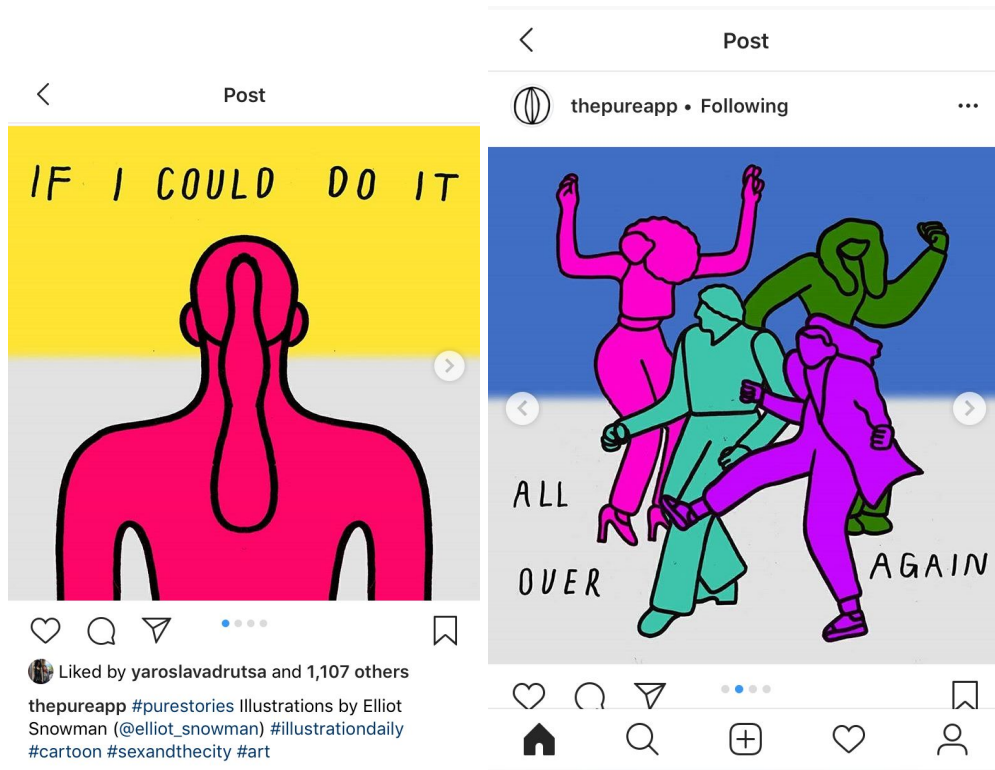 Post
IF I COULD DO IT
Liked by yaroslavadrutsa and 1,107 others
thepureapp #purestories Illustrations by Elliot
Snowman (@elliot_snowman) #illustrationdaily
#cartoon #sexandthecity #art
Post
thepureapp • Following
ALL
OVER
AGAIN